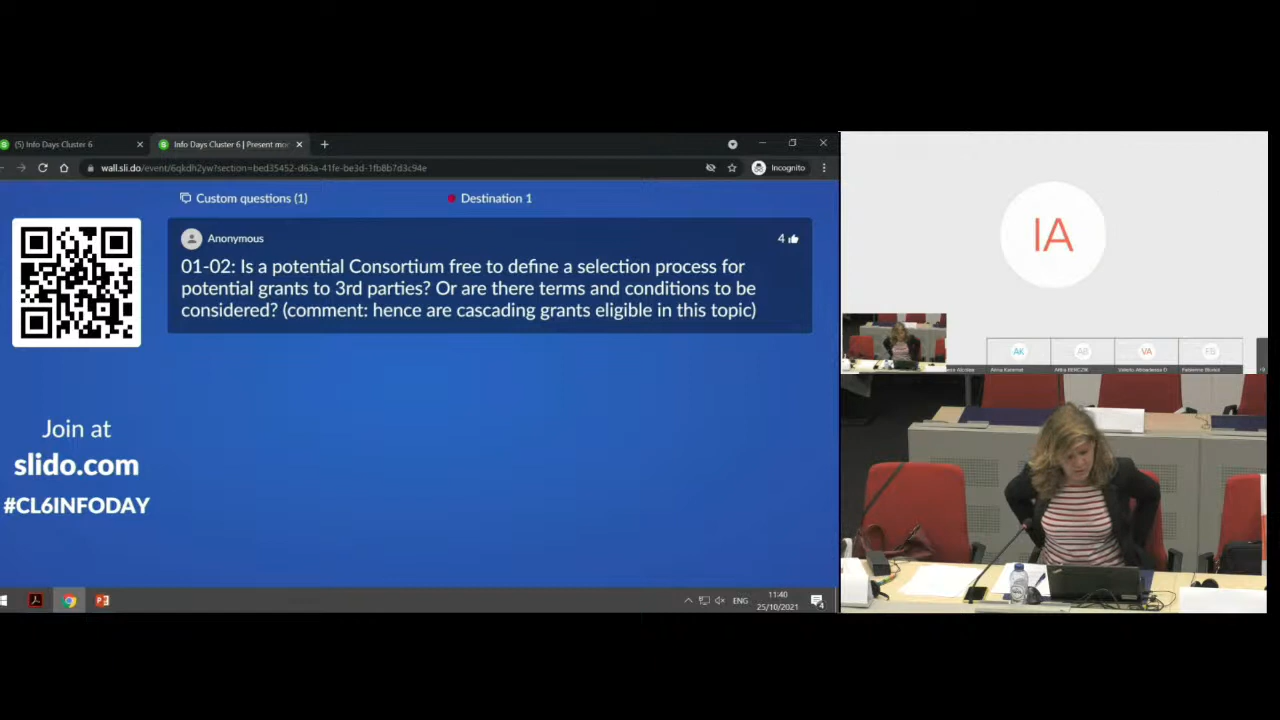 (5) Info Days Cluster 6
Info Days Cluster 6 | Present mo
wall.sli.do/event/6qkdh2yw?section=bed35452-d63a-41fe-be3d-1fb8b7d3c94e
Incognito
Custom questions (1)
Destination 1
Anonymous
4
01-02: Is a potential Consortium free to define a selection process for
potential grants to 3rd parties? Or are there terms and conditions to be
considered? (comment: hence are cascading grants eligible in this topic)
Join at
slido.com
#CL6INFODAY
ENG
11:40
25/10/2021
IA
AK
AB
VA
FB